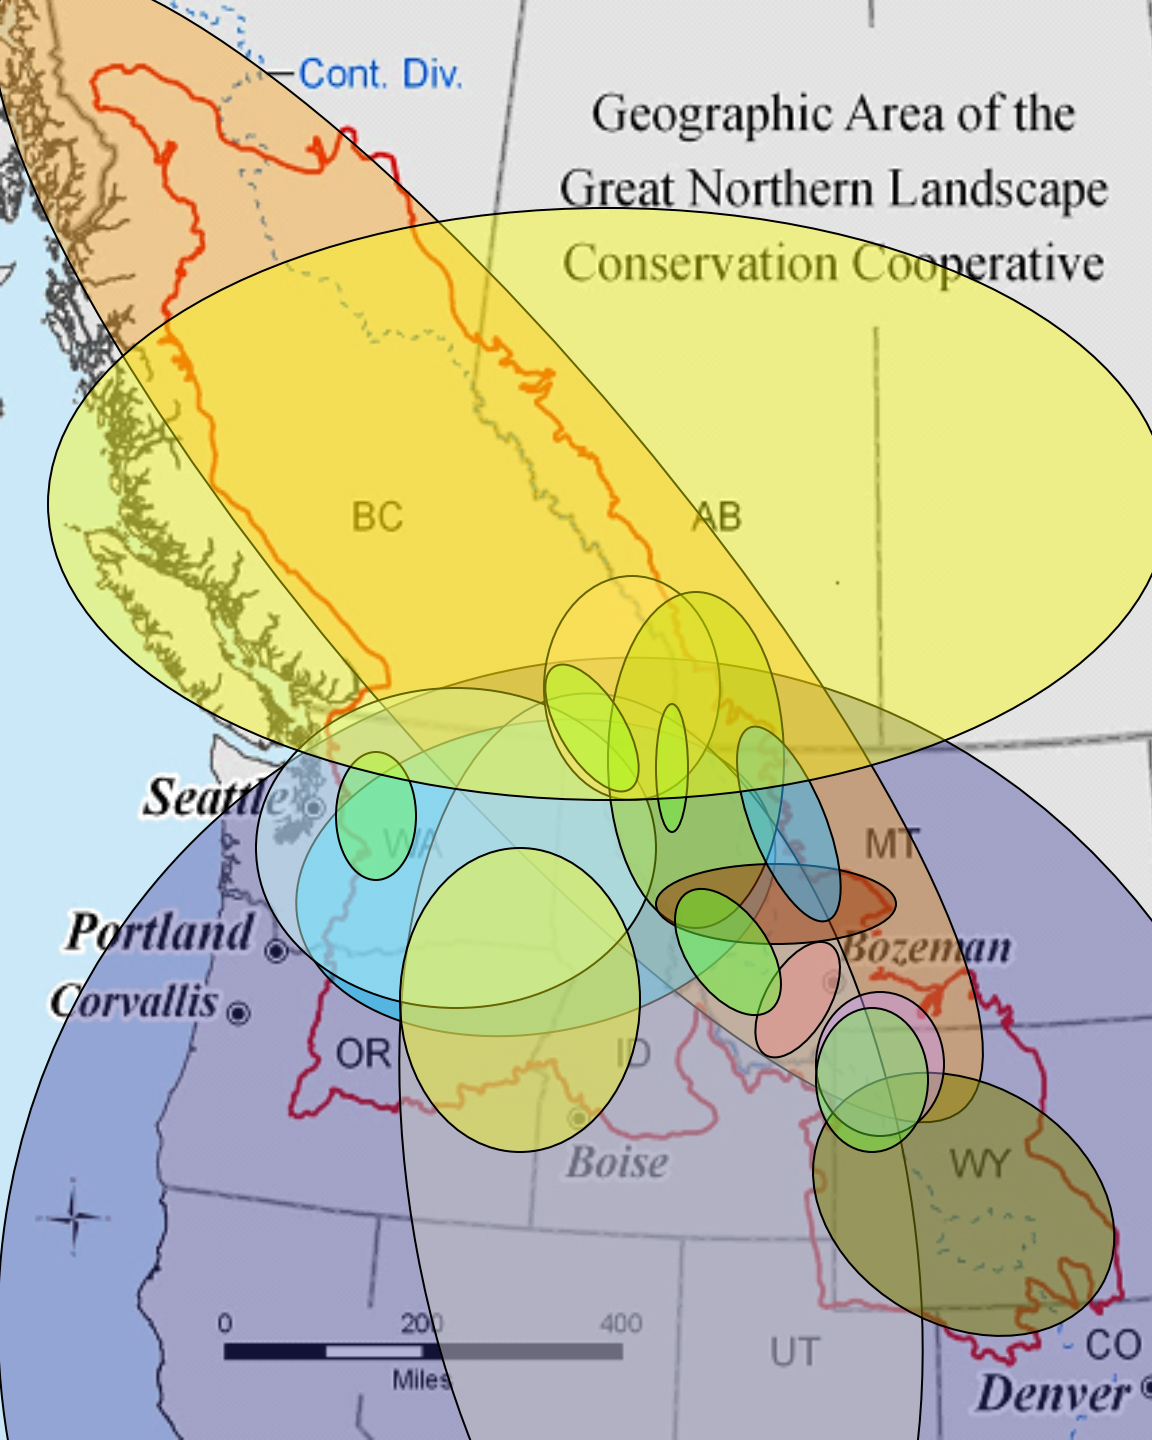 Cont. Div.
Geographic Area of the
Great Northern Landscape
Conservation Cooperative
BC
AB
Seattle
WA
MT
Portland
Bozeman
Corvallis
OR
ID
Boise
WY
0 200 400
Miles
UT
CO
Denver